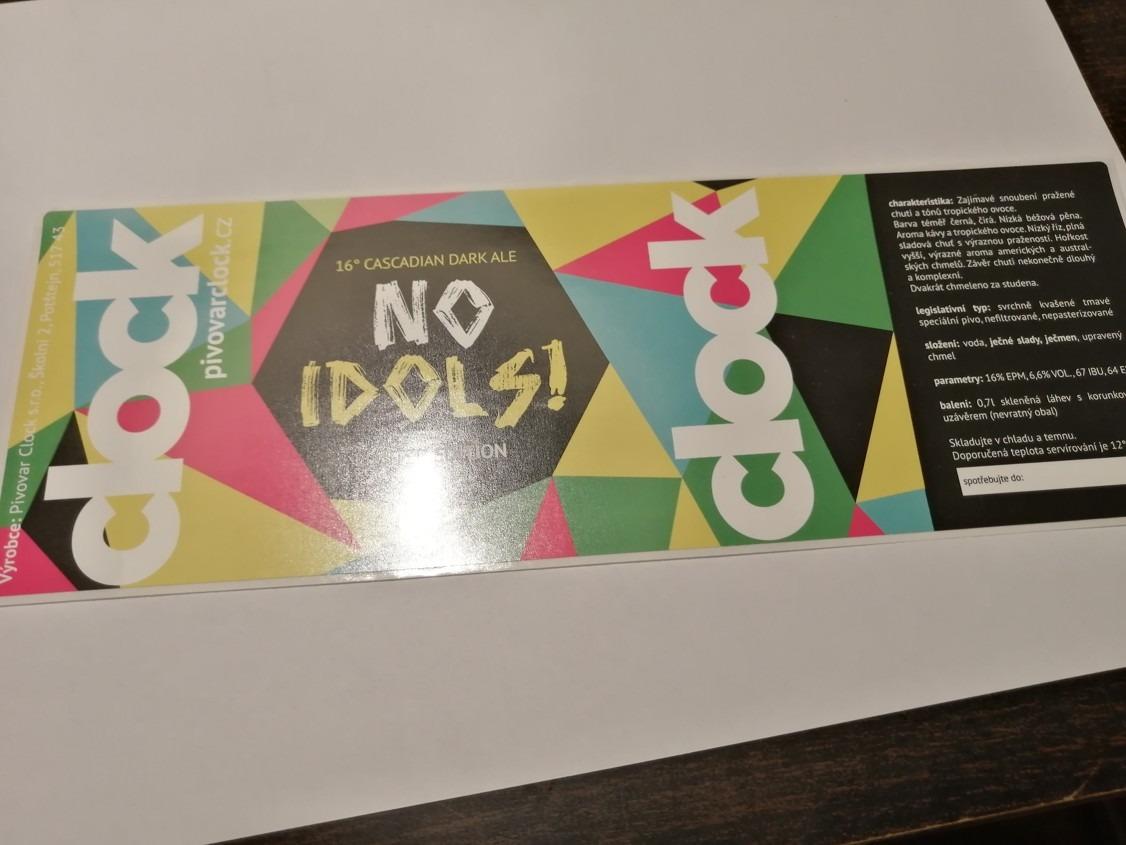 Výrobce: Pivovar Clock s.r.o., Školní 2, Potštejn, 517 43
clock
pivovarclock.cz
16° CASCADIAN DARK ALE
NO
IDOLS!
clock
charakteristika: Zajímavé snoubení pražené
chuti a tónů tropického ovoce.
Barva téměř černá, čirá. Nízká béžová pěna.
Aroma kávy a tropického ovoce. Nízký říz, plná
sladová chuť s výraznou pražeností. Hořkost
vyšší, výrazné aroma amerických a austral-
ských chmelů. Závěr chuti nekonečně dlouhý
a komplexní.
Dvakrát chmeleno za studena.
legislativní typ: svrchně kvašené tmavé
speciální pivo, nefiltrované, nepasterizované
složení: voda, ječné slady, ječmen, upravený
chmel
parametry: 16% EPM, 6,6% VOL., 67 IBU, 64
balení: 0,7l skleněná láhev s
uzávěrem (nevratný obal)
Skladujte v chladu a temnu.
Doporučená teplota servírování je 12°
spotřebujte do: